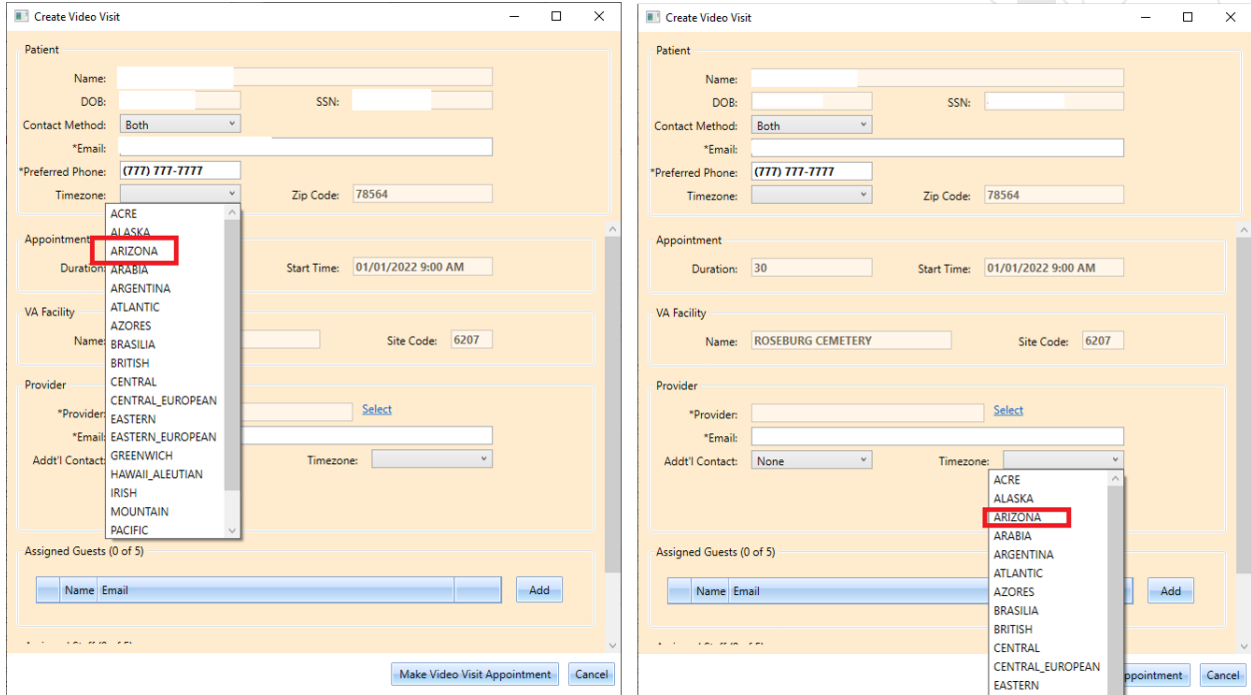 Create Video Visit
Patient
Name:
DOB: SSN:
Contact Method: Both
*Email:
*Preferred Phone: (777) 777-7777
Timezone: Zip Code: 78564
ACRE
ALASKA
Appointment ARIZONA
Duration: ARABIA Start Time: 01/01/2022 9:00 AM
ARGENTINA
ATLANTIC
VA Facility
AZORES
Name: BRASILIA Site Code: 6207
BRITISH
Provider CENTRAL
CENTRAL_EUROPEAN
*Provider: EASTERN Select
*Email: EASTERN_EUROPEAN
Addt'l Contact: GREENWICH Timezone:
HAWAII_ALEUTIAN
IRISH
MOUNTAIN
PACIFIC
Assigned Guests (0 of 5)
Name Email Add
Make Video Visit Appointment Cancel
Create Video Visit
Patient
Name:
DOB: SSN:
Contact Method: Both
*Email:
*Preferred Phone: (777) 777-7777
Timezone: Zip Code: 78564
Appointment
Duration: 30 Start Time: 01/01/2022 9:00 AM
VA Facility
Name: ROSEBURG CEMETERY Site Code: 6207
Provider
*Provider: Select
*Email:
Addt'l Contact: None Timezone:
ACRE
ALASKA
ARIZONA
ARABIA
Assigned Guests (0 of 5) ARGENTINA
ATLANTIC
Name Email AZORES Add
BRASILIA
BRITISH
CENTRAL
CENTRAL_EUROPEAN ppointment Cancel
EASTERN